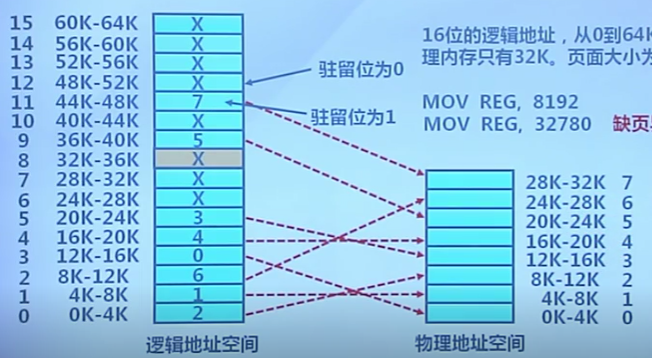 15 60K-64K X
14 56K-60K X
13 52K-56K X
12 48K-52K X
11 44K-48K 7
10 40K-44K X
9 36K-40K 5
8 32K-36K X
7 28K-32K X
6 24K-28K X
5 20K-24K 3
4 16K-20K 4
3 12K-16K 0
2 8K-12K 6
1 4K-8K 1
0 0K-4K 2
逻辑地址空间
驻留位为0
驻留位为1
16位的逻辑地址，从0到64K
理内存只有32K。页面大小为
MOV REG, 8192
MOV REG, 32780 缺页
28K-32K 7
24K-28K 6
20K-24K 5
16K-20K 4
12K-16K 3
8K-12K 2
4K-8K 1
0K-4K 0
物理地址空间